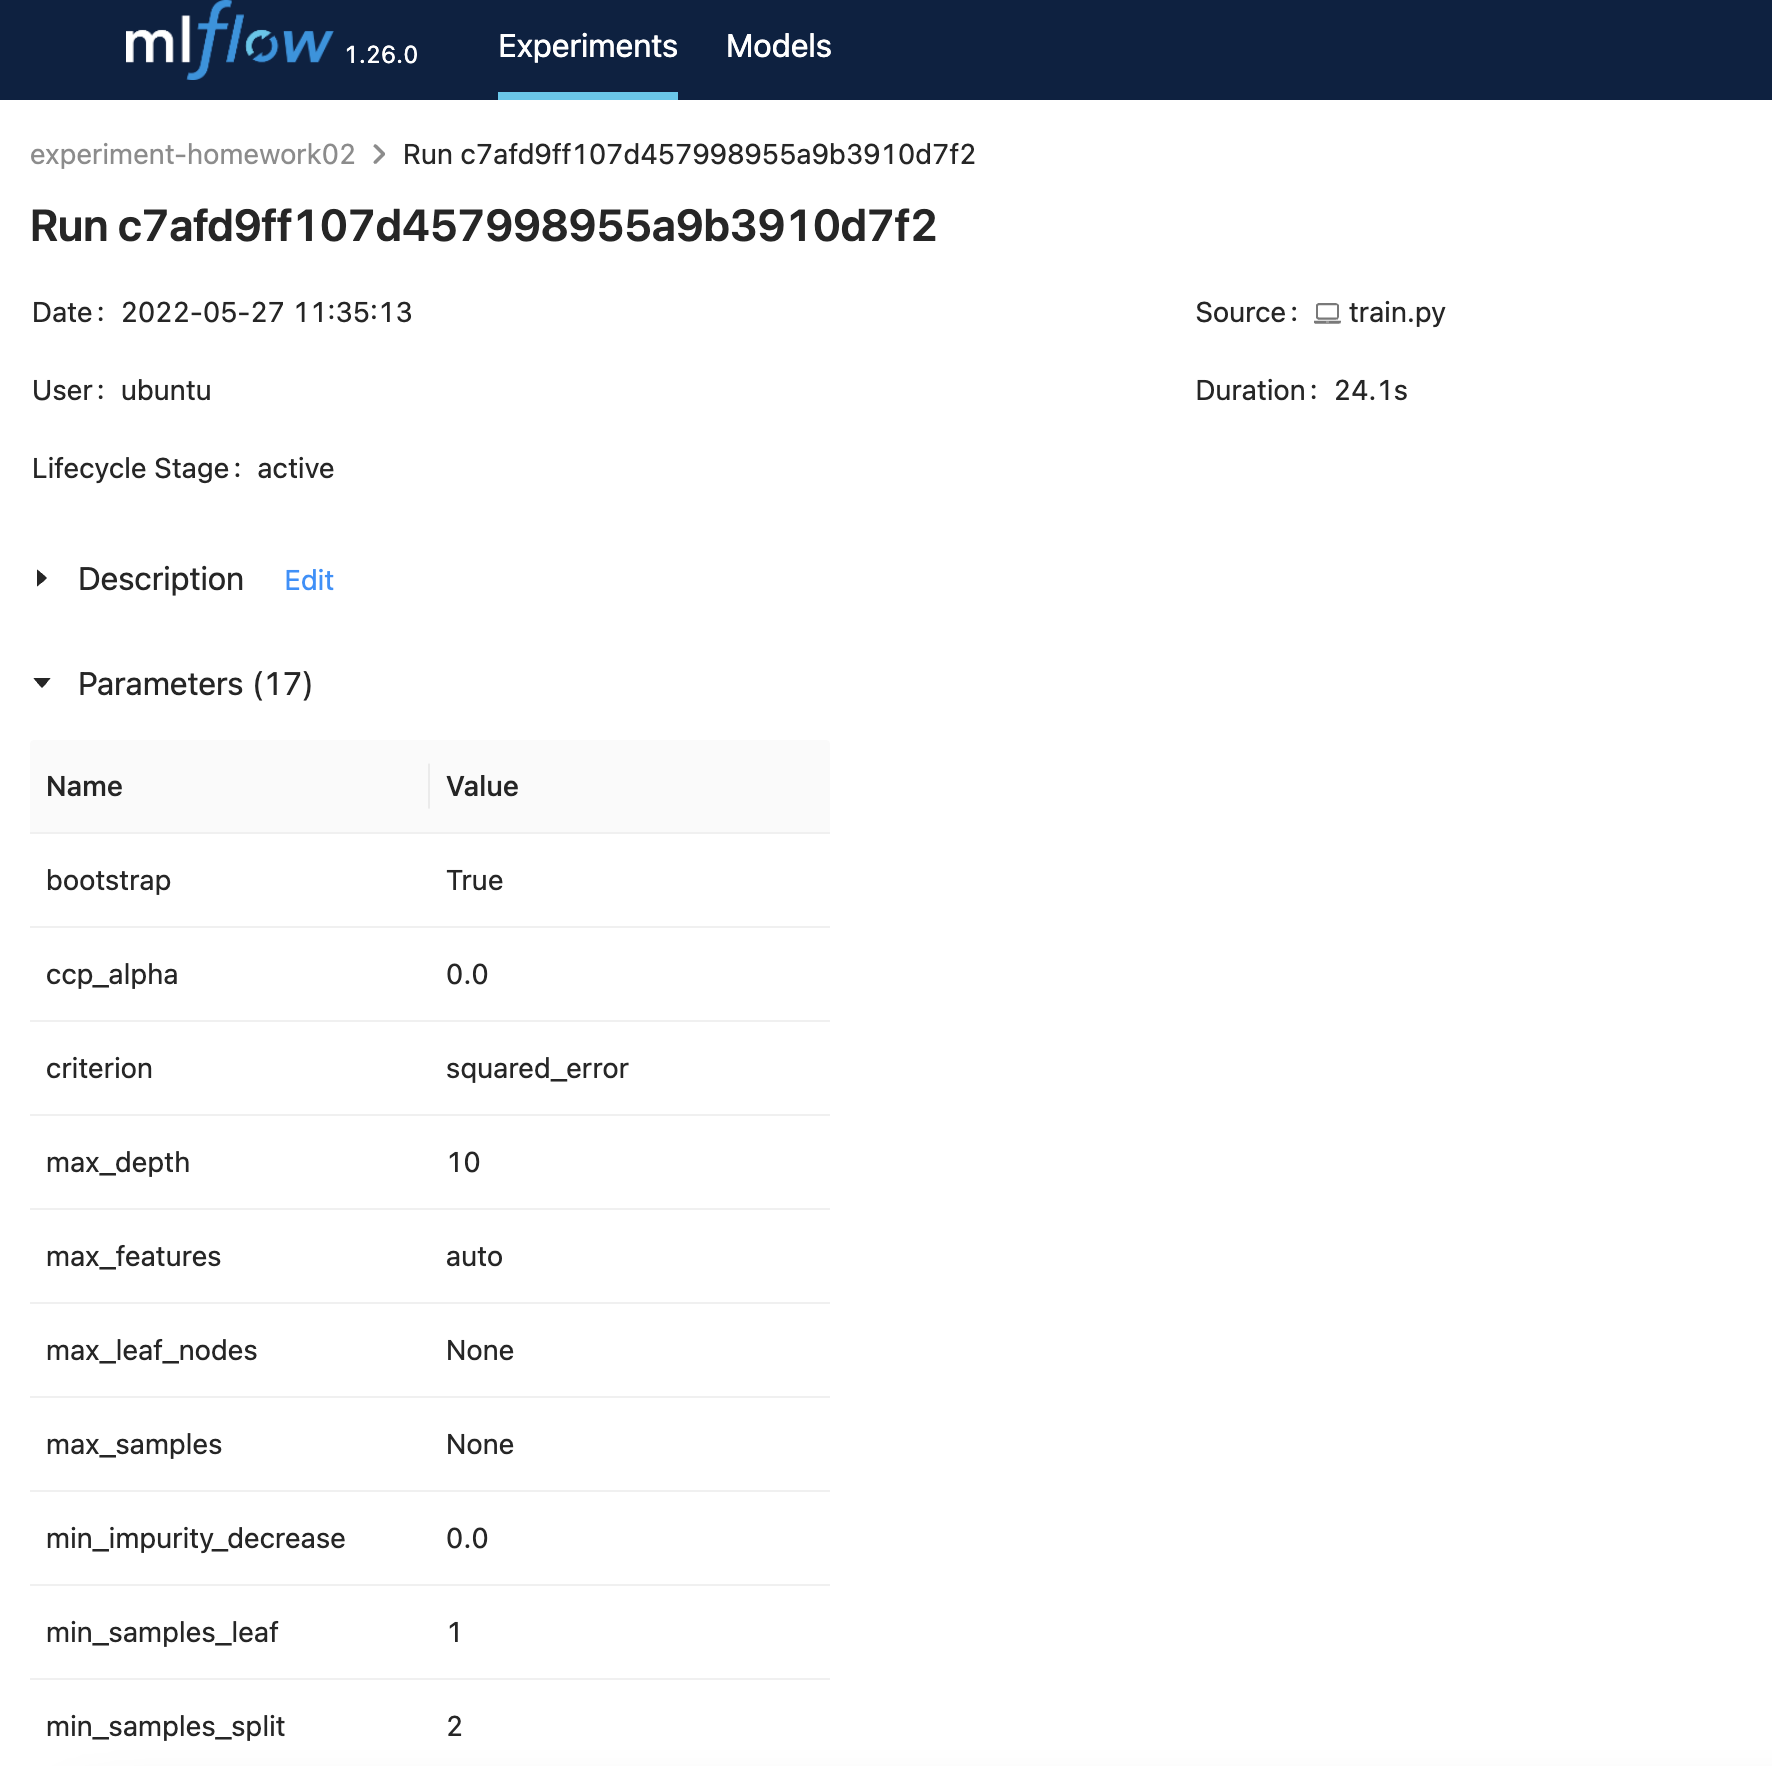 mlflow 1.26.0 Experiments Models
experiment-homework02 > Run c7afd9ff107d457998955a9b3910d7f2
Run c7afd9ff107d457998955a9b3910d7f2
Date: 2022-05-27 11:35:13 Source: train.py
User: ubuntu Duration: 24.1s
Lifecycle Stage: active
Description Edit
Parameters (17)
Name Value
bootstrap True
ccp_alpha 0.0
criterion squared_error
max_depth 10
max_features auto
max_leaf_nodes None
max_samples None
min_impurity_decrease 0.0
min_samples_leaf 1
min_samples_split 2